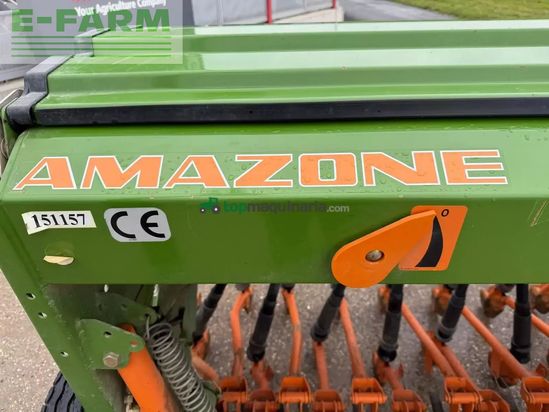 E-FARM
Your Agriculture Company
AMAZONE
151157
CE
topmaquinaria.com
0